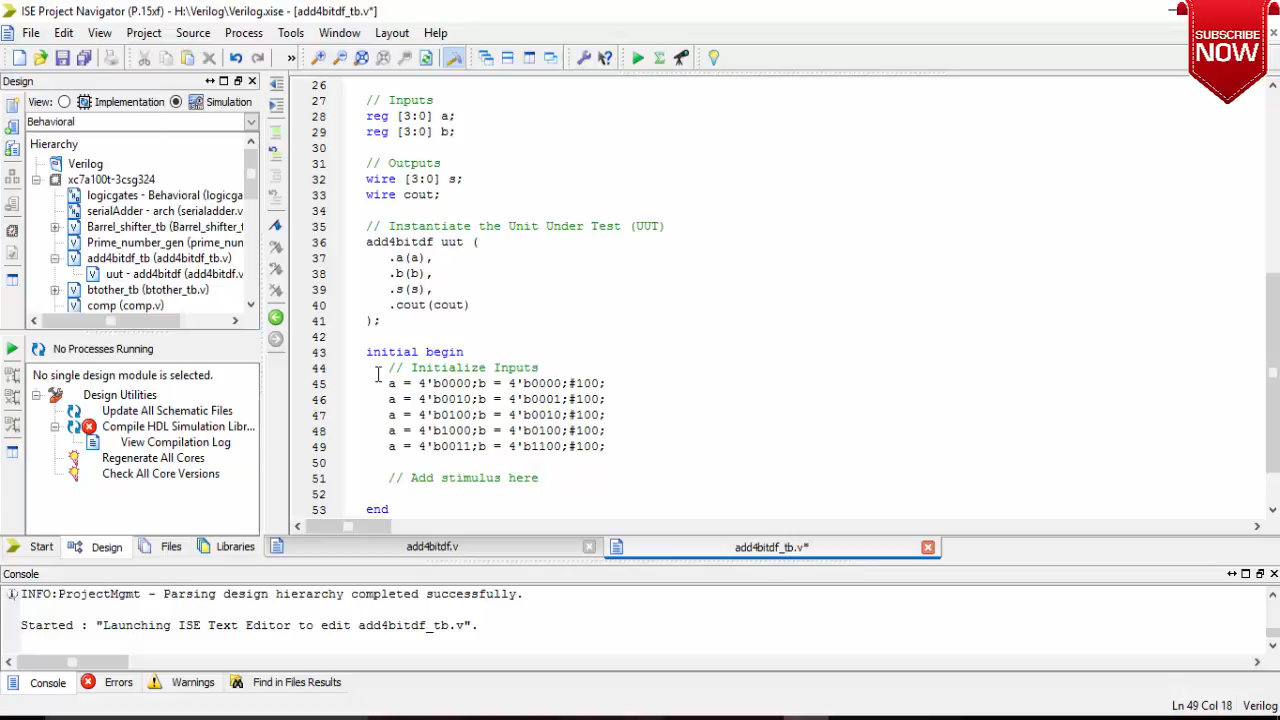 ISE Project Navigator (P.15xf) - H:\Verilog\Verilog.xise - [add4bitdf_tb.v*]
File Edit View Project Source Process Tools Window Layout Help
SUBSCRIBE
NOW
»
Design
View: Implementation Simulation
Behavioral
Hierarchy
Verilog
xc7a100t-3csg324
logicgates - Behavioral (logicga
serialAdder - arch (serialadder.v
Barrel_shifter_tb (Barrel_shifter_t
Prime_number_gen (prime_nun
add4bitdf_tb (add4bitdf_tb.v)
uut - add4bitdf (add4bitdf.v
btother_tb (btother_tb.v)
comp (comp.v)
No Processes Running
No single design module is selected.
Design Utilities
Update All Schematic Files
Compile HDL Simulation Libr...
View Compilation Log
Regenerate All Cores
Check All Core Versions
Start Design Files Libraries
26
27 // Inputs
28 reg [3:0] a;
29 reg [3:0] b;
30
31 // Outputs
32 wire [3:0] s;
33 wire cout;
34
35 // Instantiate the Unit Under Test (UUT)
36 add4bitdf uut (
37 .a(a),
38 .b(b),
39 .s(s),
40 .cout(cout)
41 );
42
43 initial begin
44 // Initialize Inputs
45 a = 4'b0000;b = 4'b0000;#100;
46 a = 4'b0010;b = 4'b0001;#100;
47 a = 4'b0100;b = 4'b0010;#100;
48 a = 4'b1000;b = 4'b0100;#100;
49 a = 4'b0011;b = 4'b1100;#100;
50
51 // Add stimulus here
52
53 end
add4bitdf.v add4bitdf_tb.v*
Console
INFO:ProjectMgmt - Parsing design hierarchy completed successfully.
Started : "Launching ISE Text Editor to edit add4bitdf_tb.v".
Console Errors Warnings Find in Files Results
Ln 49 Col 18 Verilog